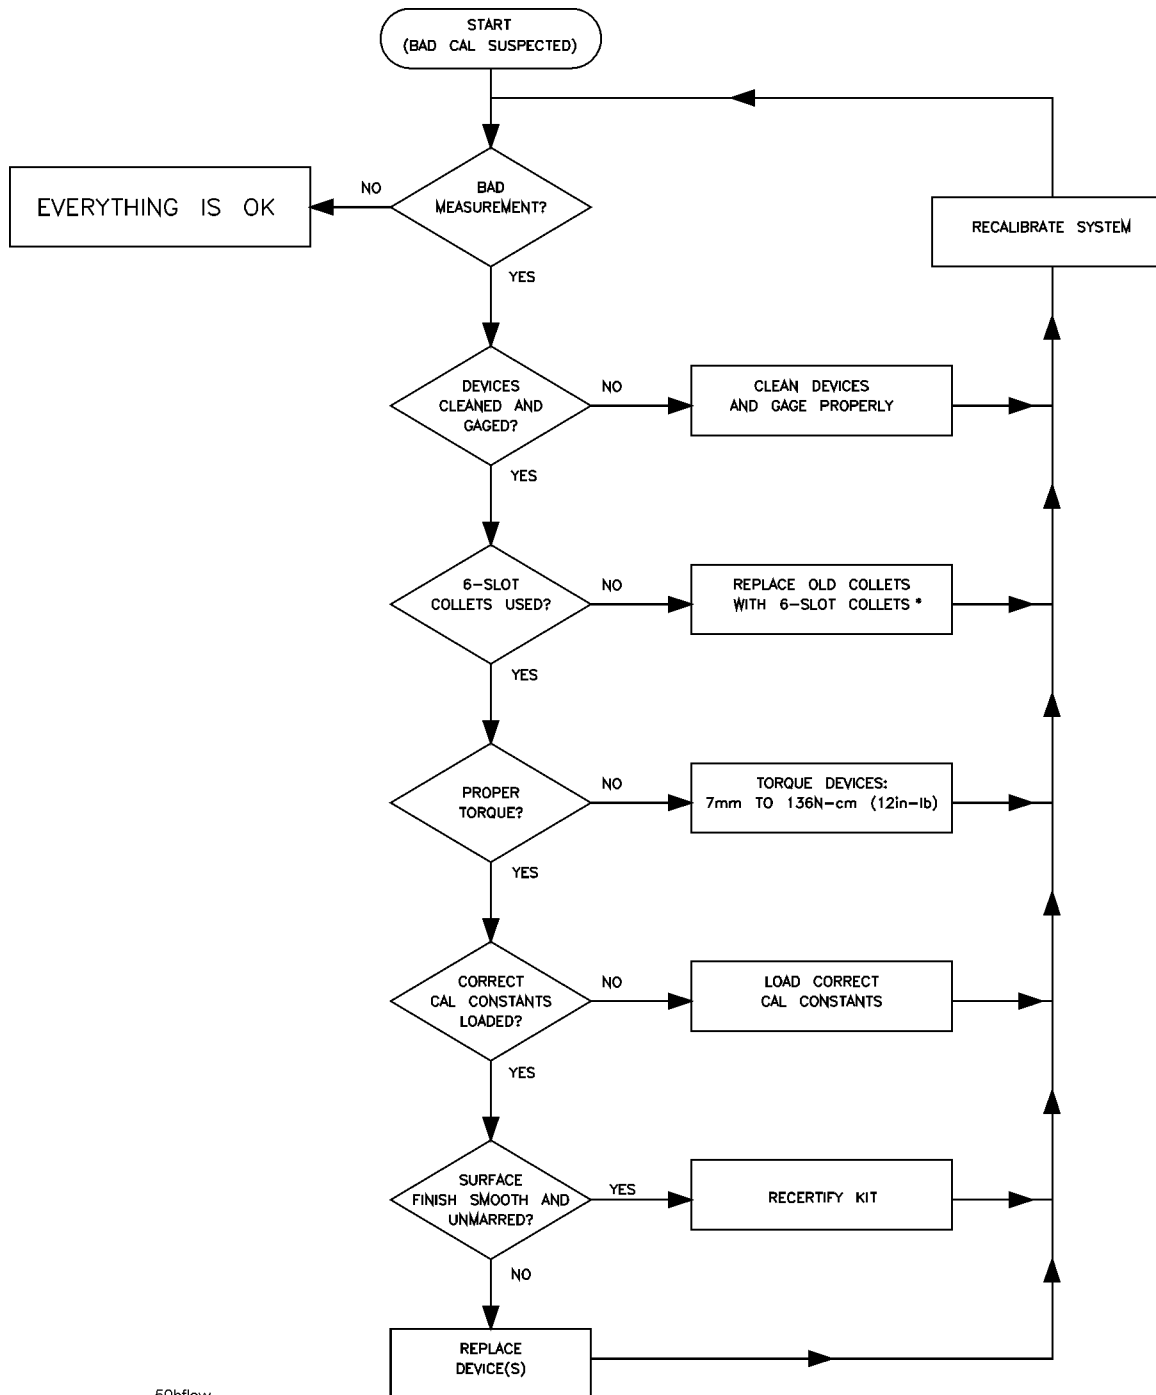 START
(BAD CAL SUSPECTED)
BAD
MEASUREMENT?
NO
EVERYTHING IS OK
RECALIBRATE SYSTEM
YES
DEVICES
CLEANED AND
GAGED?
NO
CLEAN DEVICES
AND GAGE PROPERLY
YES
6-SLOT
COLLETS USED?
NO
REPLACE OLD COLLETS
WITH 6-SLOT COLLETS *
YES
PROPER
TORQUE?
NO
TORQUE DEVICES:
7mm TO 136N-cm (12in-lb)
YES
CORRECT
CAL CONSTANTS
LOADED?
NO
LOAD CORRECT
CAL CONSTANTS
YES
SURFACE
FINISH SMOOTH AND
UNMARRED?
YES
RECERTIFY KIT
NO
REPLACE
DEVICE(S)